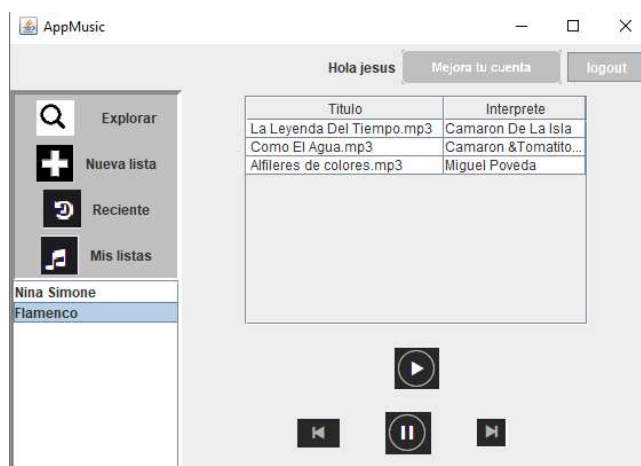 AppMusic
Hola jesus Mejora tu cuenta logout
Explorar
Nueva lista
Reciente
Mis listas
Nina Simone
Flamenco
Titulo Interprete
La Leyenda Del Tiempo.mp3 Camaron De La Isla
Como El Agua.mp3 Camaron &Tomatito...
Alfileres de colores.mp3 Miguel Poveda